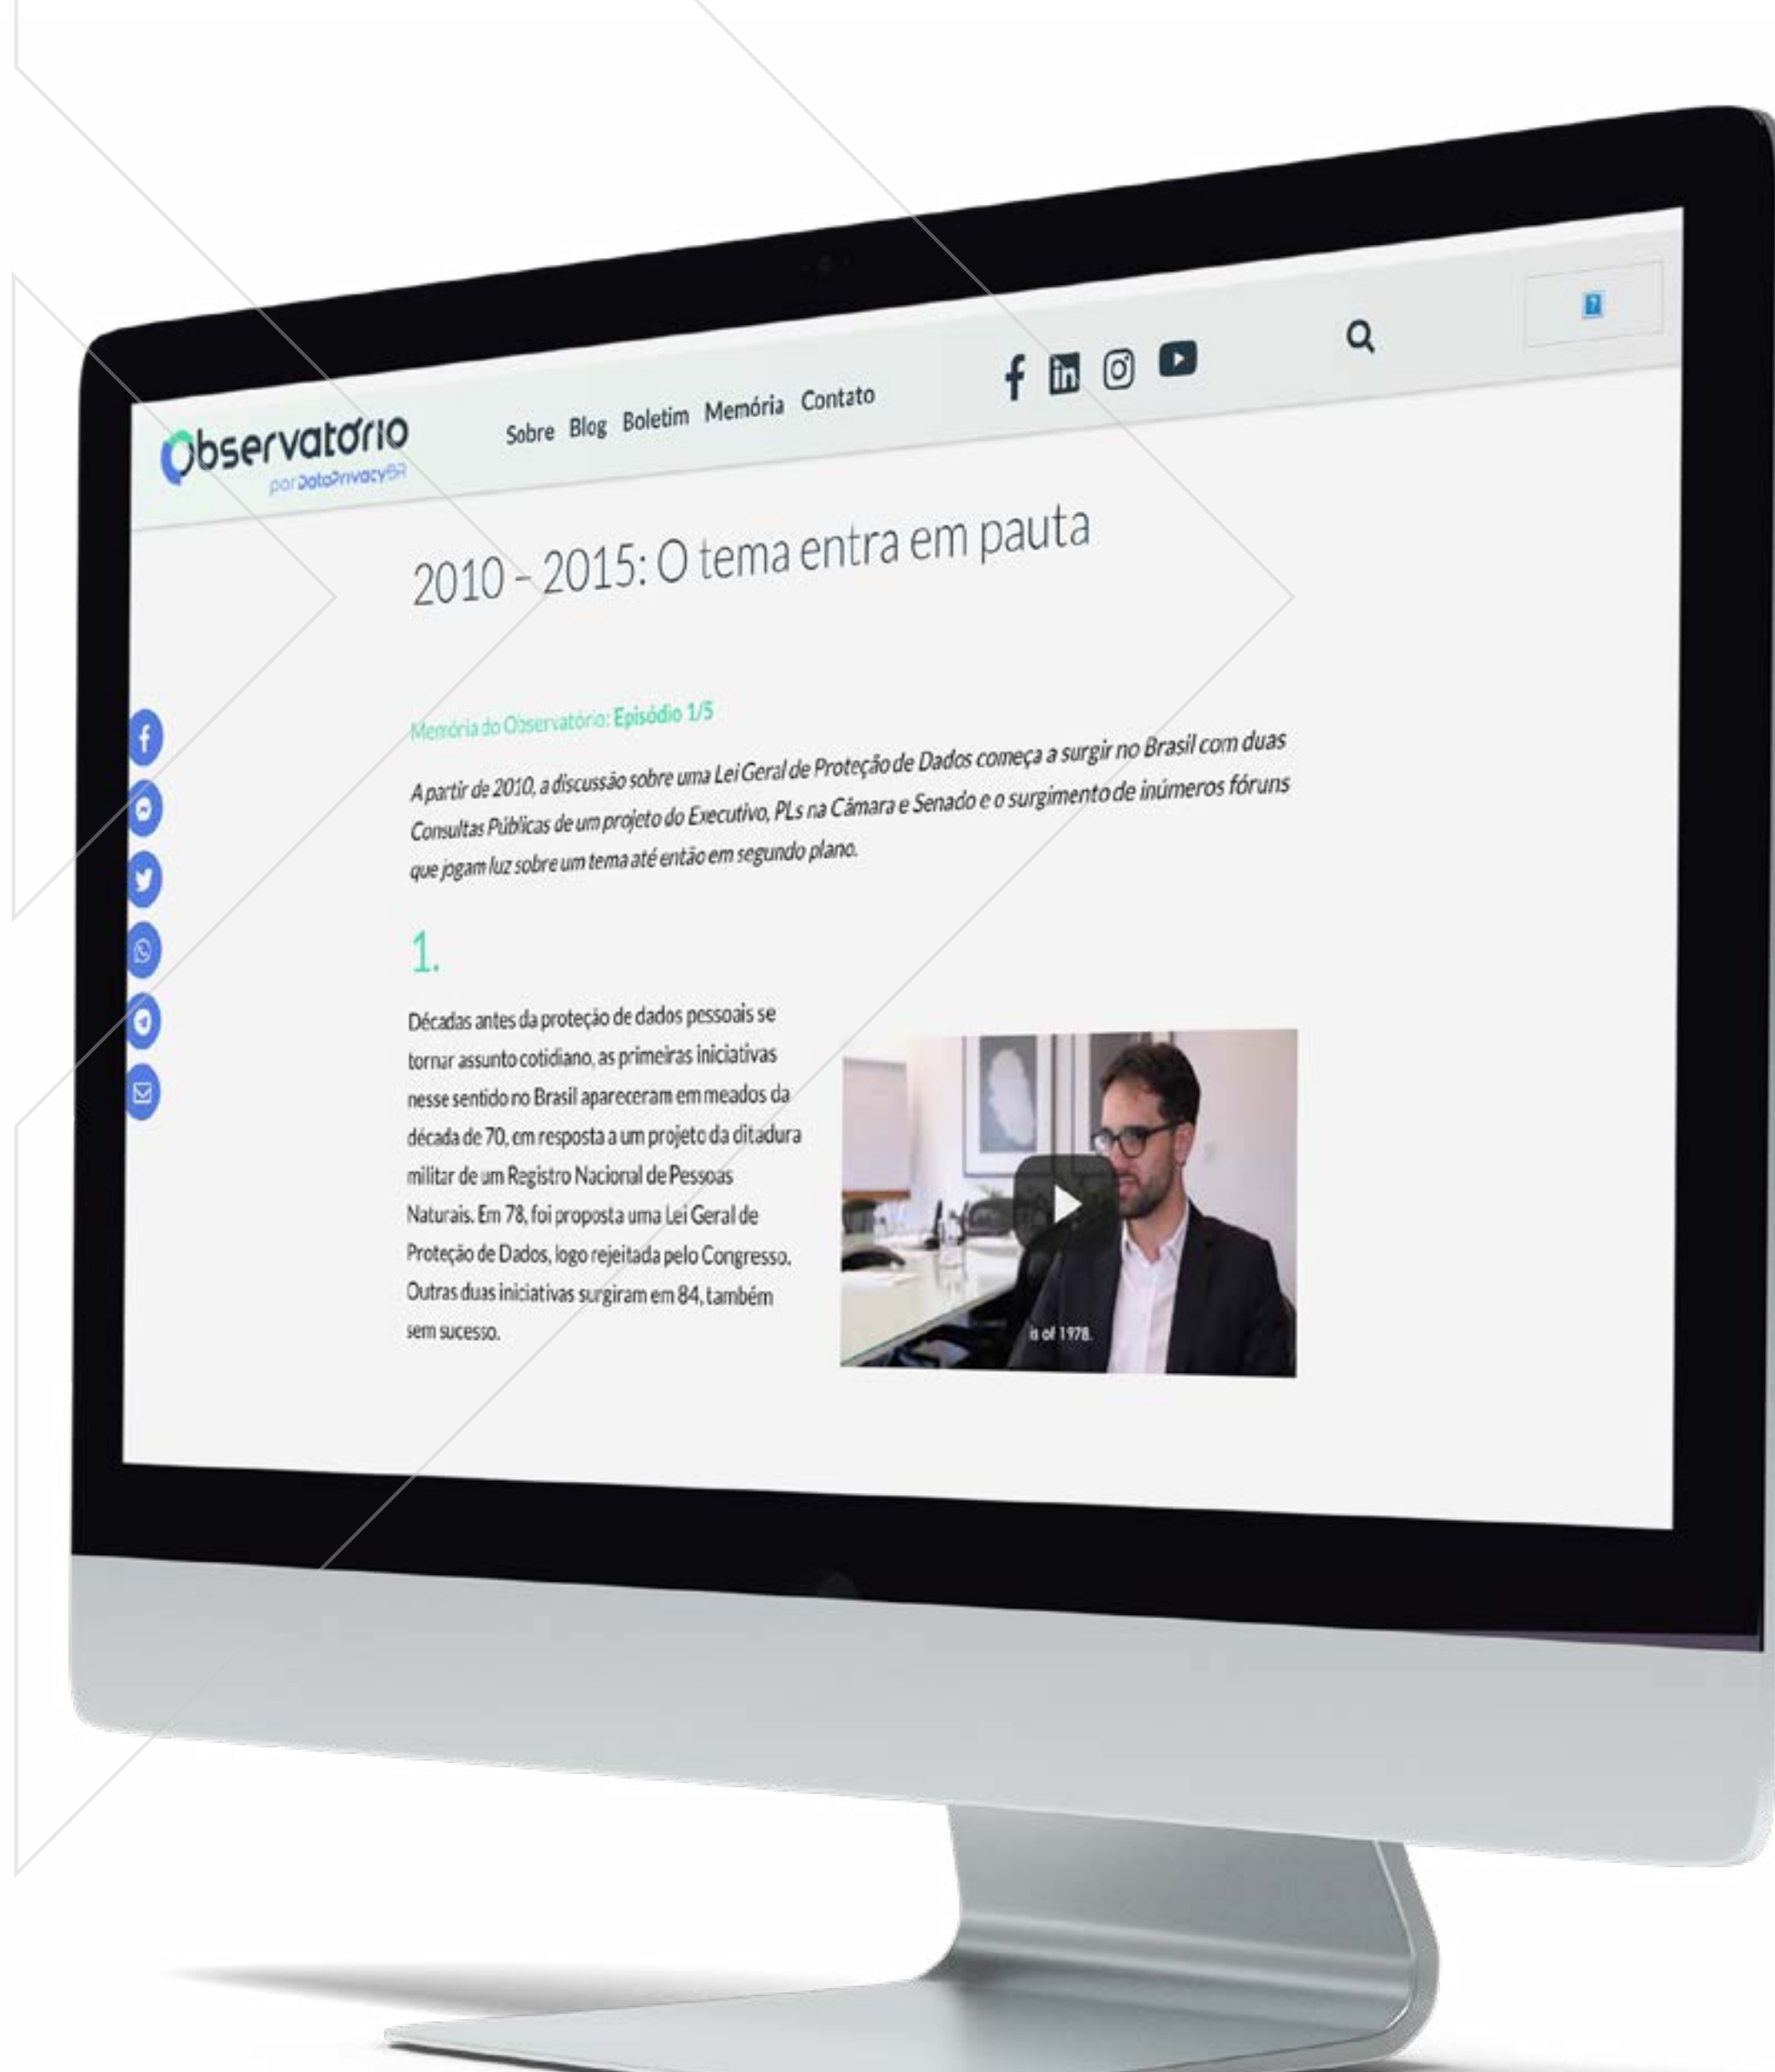 Observatório
por DataPrivacyBR
Sobre Blog Boletim Memória Contato
2010 – 2015: O tema entra em pauta
Memória do Observatório: Episódio 1/5
A partir de 2010, a discussão sobre uma Lei Geral de Proteção de Dados começa a surgir no Brasil com duas
Consultas Públicas de um projeto do Executivo, PLs na Câmara e Senado e o surgimento de inúmeros fóruns
que jogam luz sobre um tema até então em segundo plano.
1.
Décadas antes da proteção de dados pessoais se
tornar assunto cotidiano, as primeiras iniciativas
nesse sentido no Brasil apareceram em meados da
década de 70, em resposta a um projeto da ditadura
militar de um Registro Nacional de Pessoas
Naturais. Em 78, foi proposta uma Lei Geral de
Proteção de Dados, logo rejeitada pelo Congresso.
Outras duas iniciativas surgiram em 84, também
sem sucesso.
is of 1978.